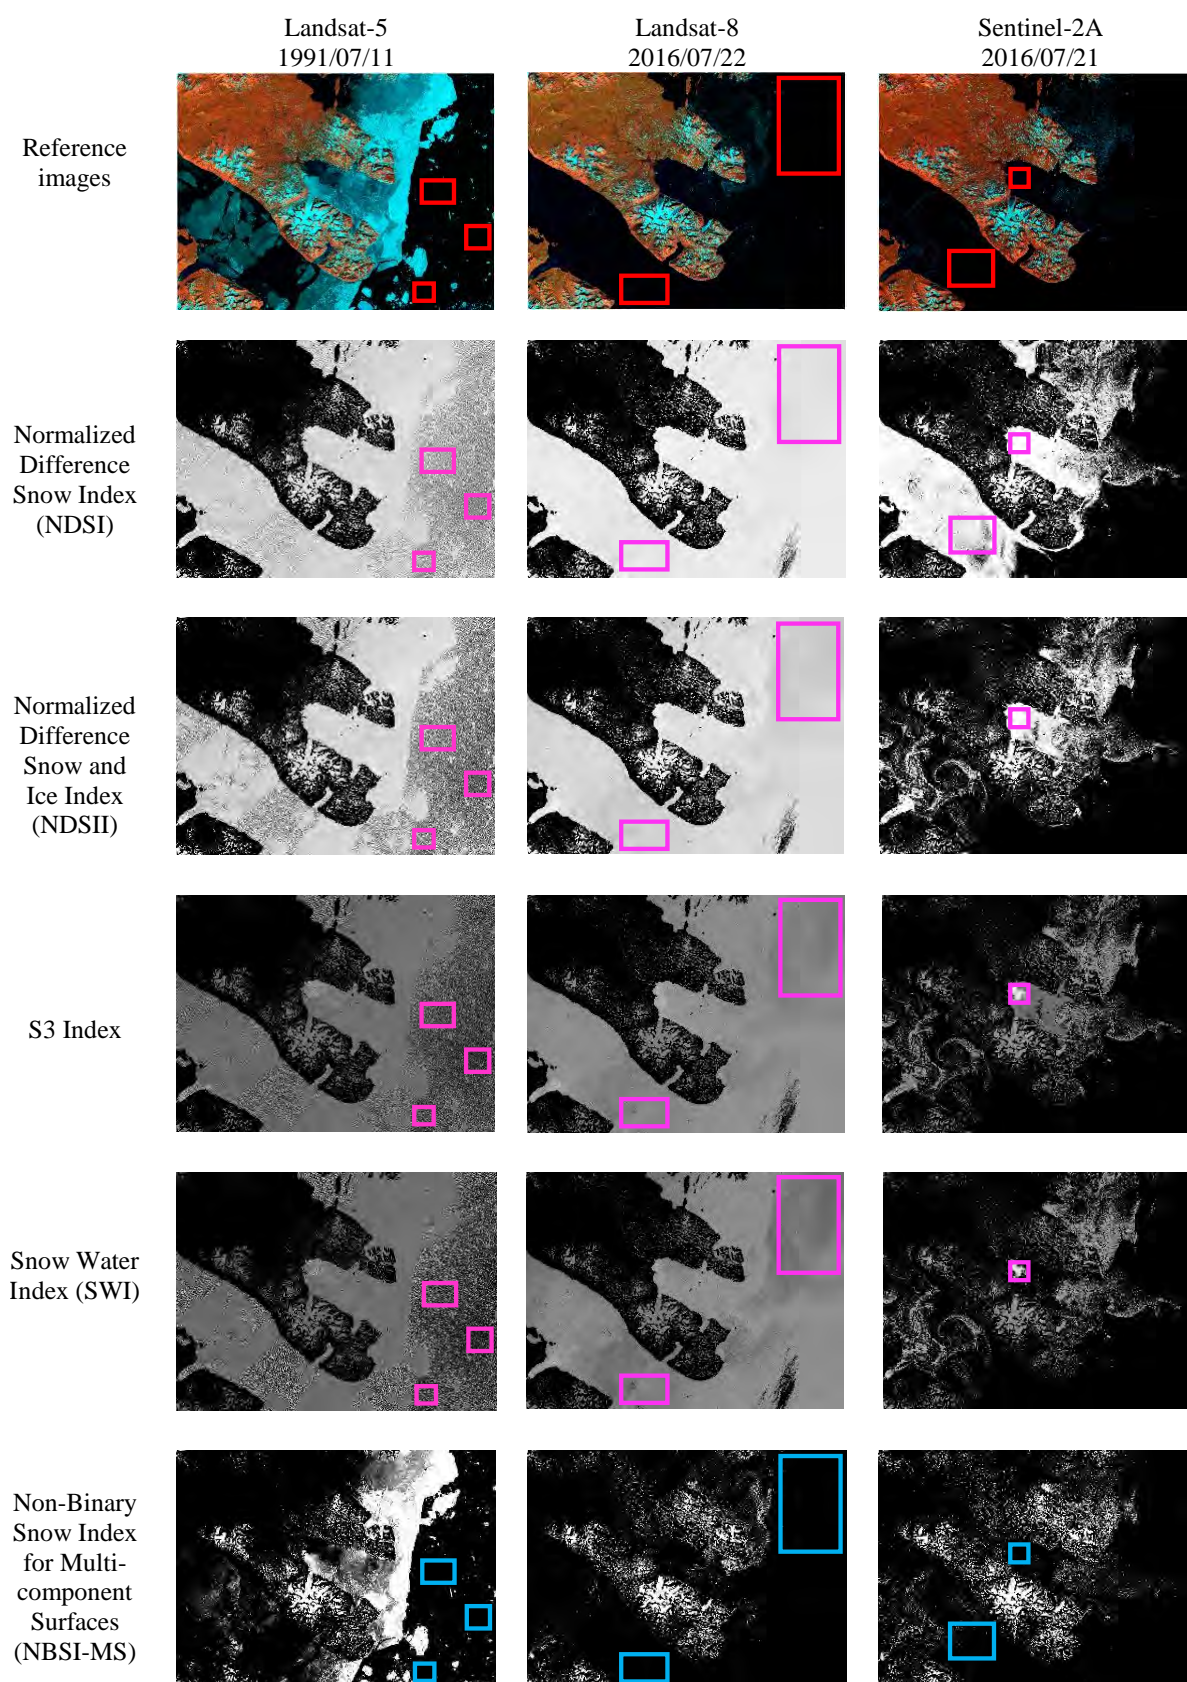 Landsat-5
1991/07/11
Landsat-8
2016/07/22
Sentinel-2A
2016/07/21
Reference
images
Normalized
Difference
Snow Index
(NDSI)
Normalized
Difference
Snow and
Ice Index
(NDSII)
S3 Index
Snow Water
Index (SWI)
Non-Binary
Snow Index
for Multi-
component
Surfaces
(NBSI-MS)